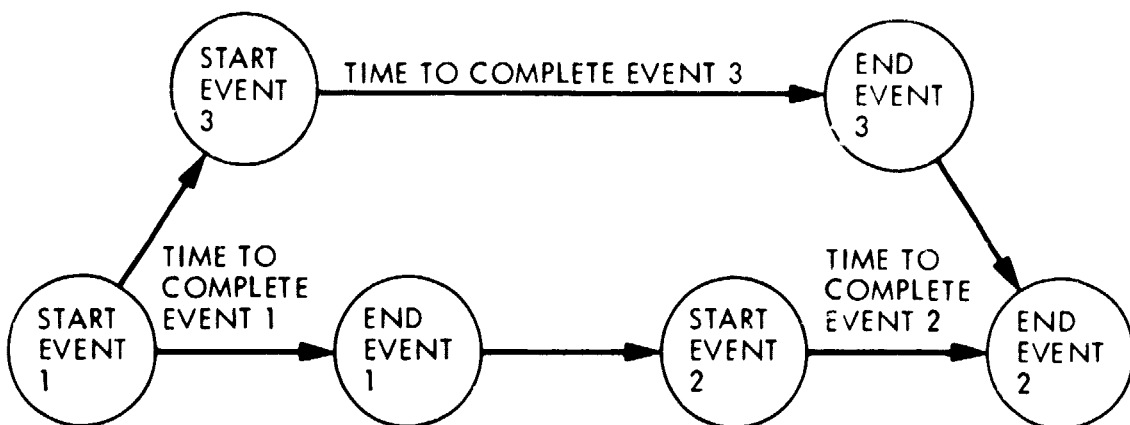 START
EVENT
3
TIME TO COMPLETE EVENT 3
END
EVENT
3
TIME TO
COMPLETE
EVENT 1
TIME TO
COMPLETE
EVENT 2
START
EVENT
1
END
EVENT
1
START
EVENT
2
END
EVENT
2